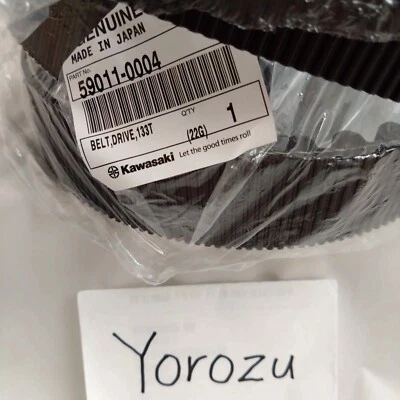 GENUINE
MADE IN JAPAN
PART No.
59011-0004
Q'TY
1
BELT,DRIVE,133T
(22G)
Kawasaki Let the good times roll
Yorozu